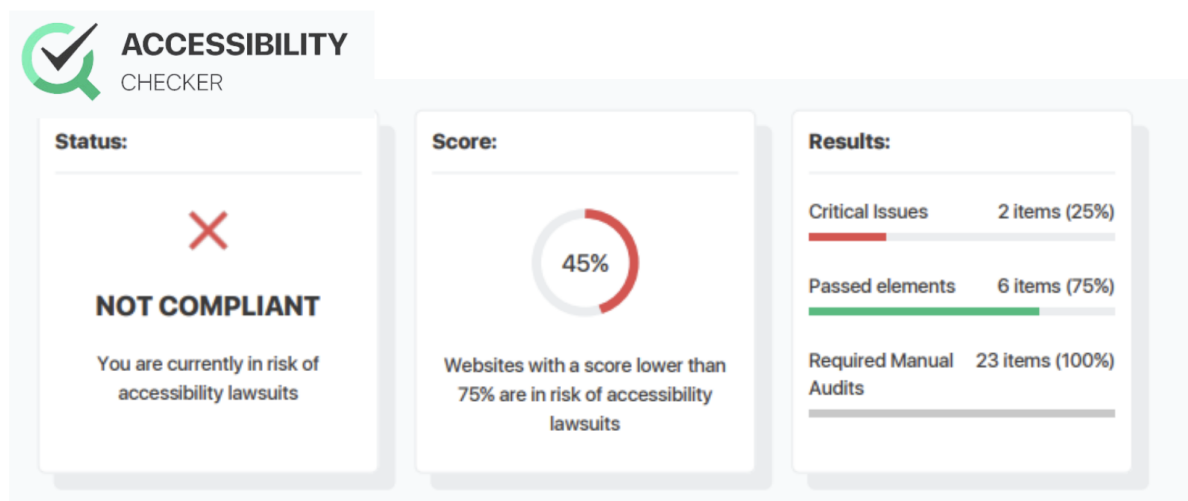 ACCESSIBILITY
CHECKER
Status:
NOT COMPLIANT
You are currently in risk of
accessibility lawsuits
Score:
45%
Websites with a score lower than
75% are in risk of accessibility
lawsuits
Results:
Critical Issues 2 items (25%)
Passed elements 6 items (75%)
Required Manual 23 items (100%)
Audits